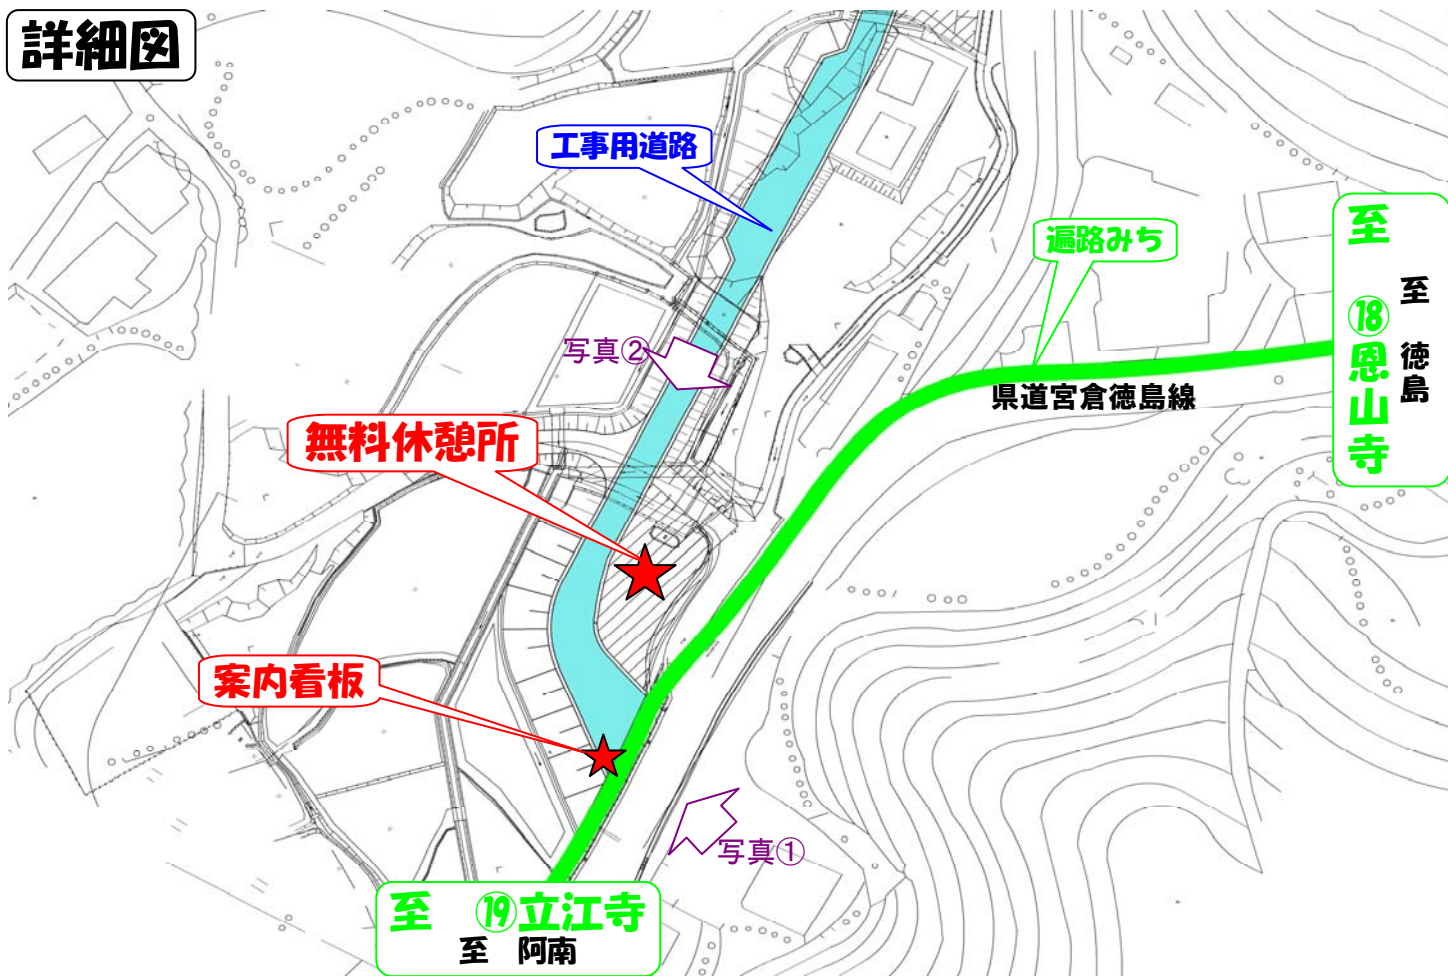 詳細図
工事用道路
遍路みち
至 ⑱恩山寺
至 徳島
写真②
県道宮倉徳島線
無料休憩所
案内看板
写真①
至 ⑲立江寺
至 阿南